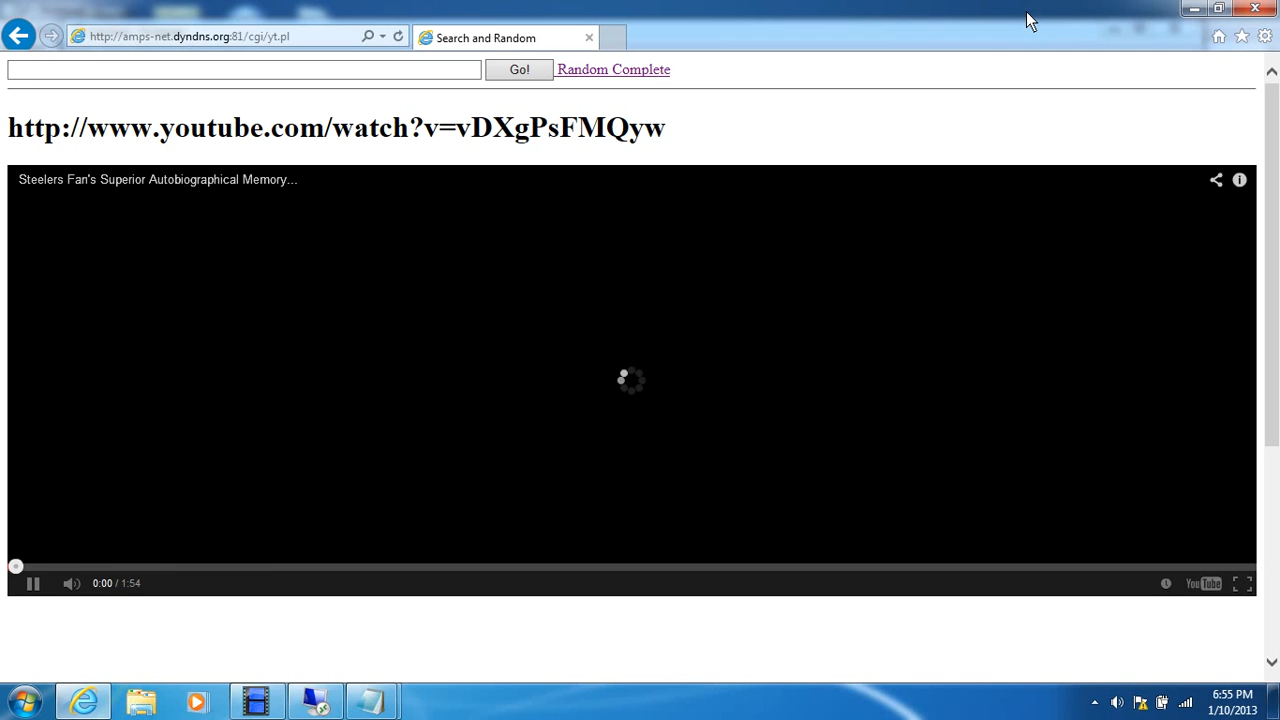 http://amps-net.dyndns.org:81/cgi/yt.pl
Search and Random
Go!
Random Complete
http://www.youtube.com/watch?v=vDXgPsFMQyw
Steelers Fan's Superior Autobiographical Memory...
0:00 / 1:54
YouTube
6:55 PM
1/10/2013